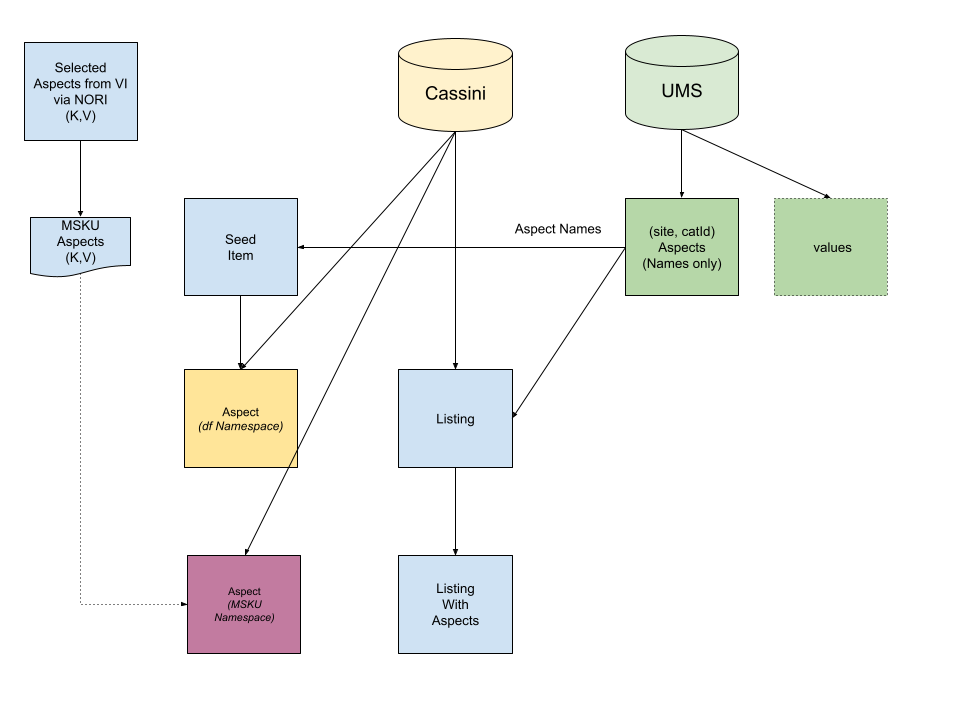 Selected
Aspects from VI
via NORI
(K,V)
Cassini
UMS
MSKU
Aspects
(K,V)
Seed
Item
Aspect Names
(site, catId)
Aspects
(Names only)
values
Aspect
(df Namespace)
Listing
Aspect
(MSKU
Namespace)
Listing
With
Aspects